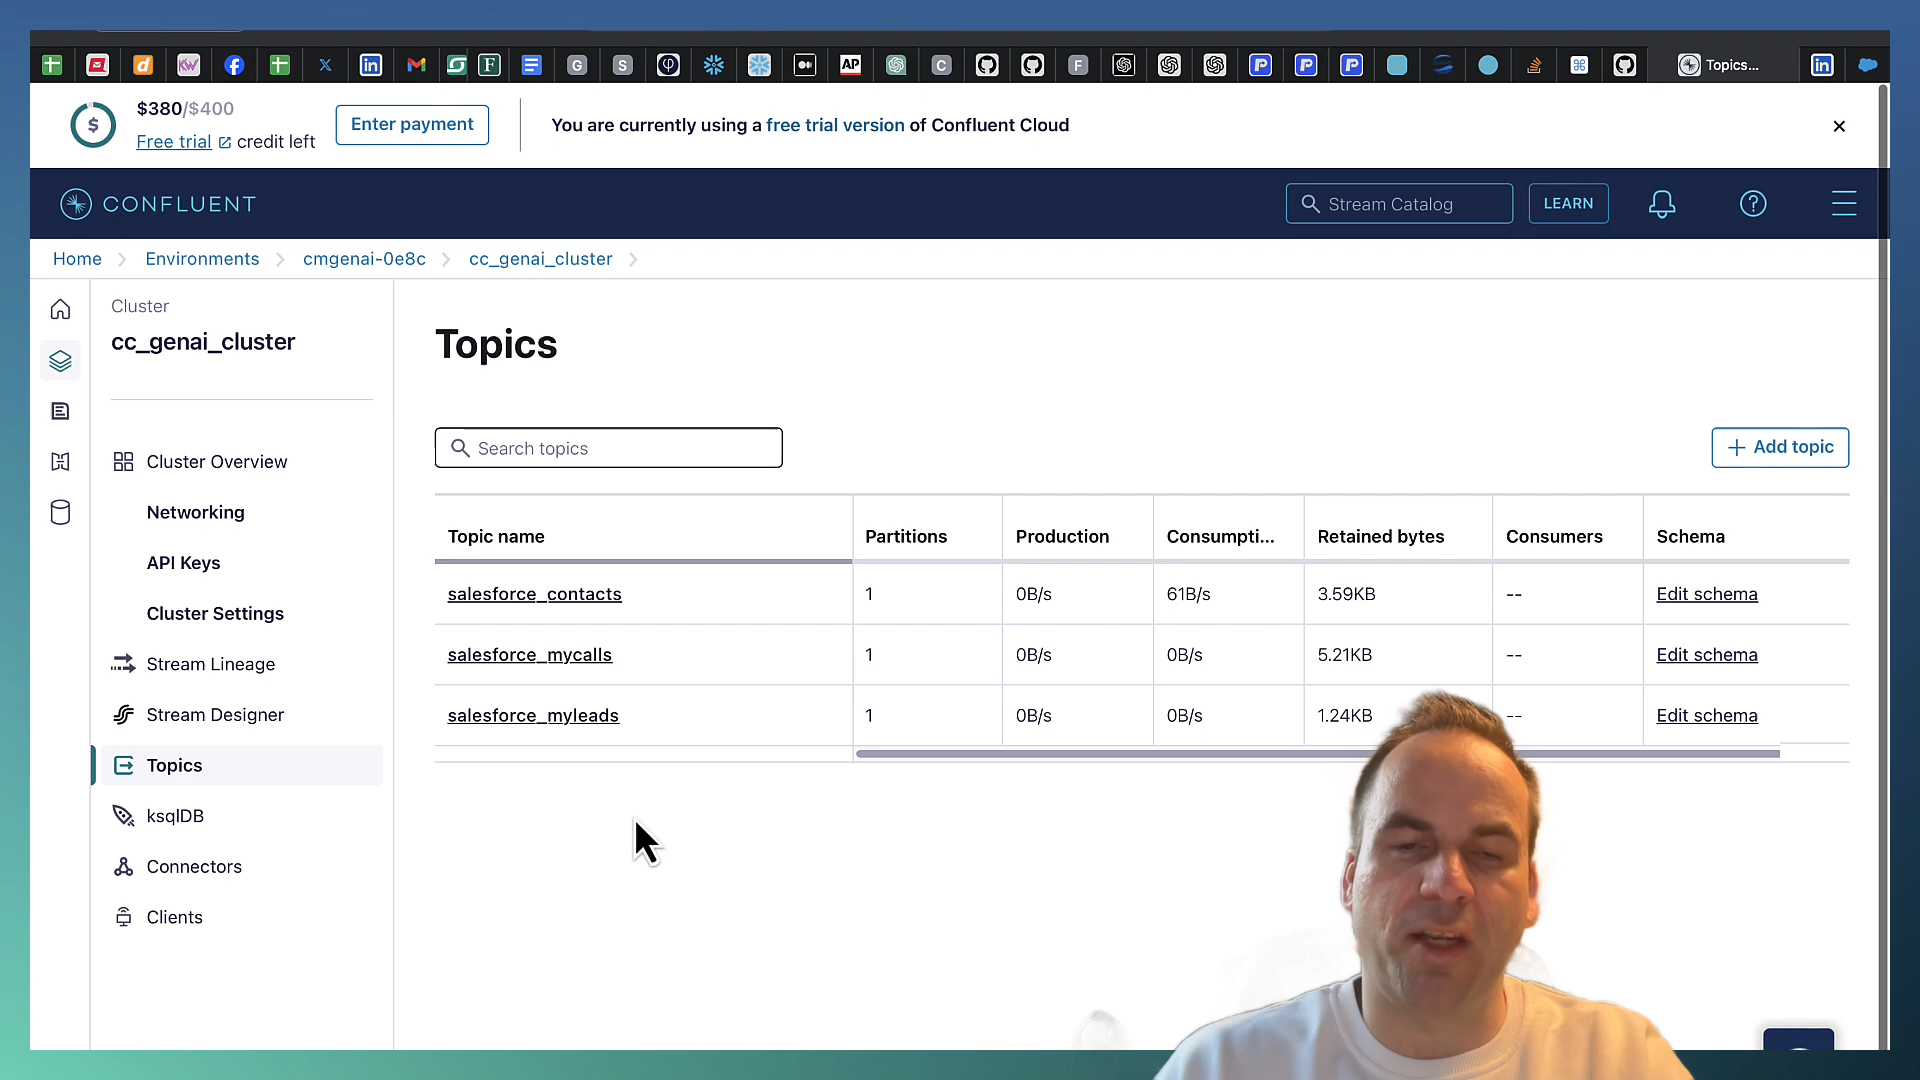 Topics...
$380/$400
Free trial credit left
Enter payment
You are currently using a free trial version of Confluent Cloud
CONFLUENT
Stream Catalog
LEARN
Home
Environments
cmgenai-0e8c
cc_genai_cluster
Cluster
cc_genai_cluster
Cluster Overview
Networking
API Keys
Cluster Settings
Stream Lineage
Stream Designer
Topics
ksqlDB
Connectors
Clients
Topics
Search topics
Add topic
Topic name Partitions Production Consumpti... Retained bytes Consumers Schema
salesforce_contacts 1 0B/s 61B/s 3.59KB -- Edit schema
salesforce_mycalls 1 0B/s 0B/s 5.21KB -- Edit schema
salesforce_myleads 1 0B/s 0B/s 1.24KB -- Edit schema